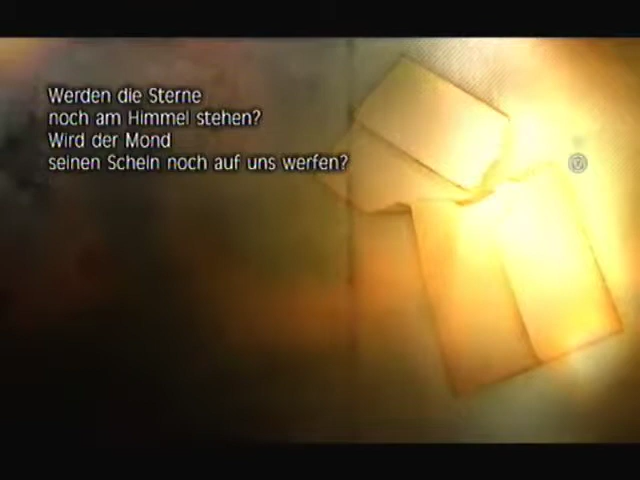 Werden die Sterne
noch am Himmel stehen?
Wird der Mond
seinen Schein noch auf uns werfen?